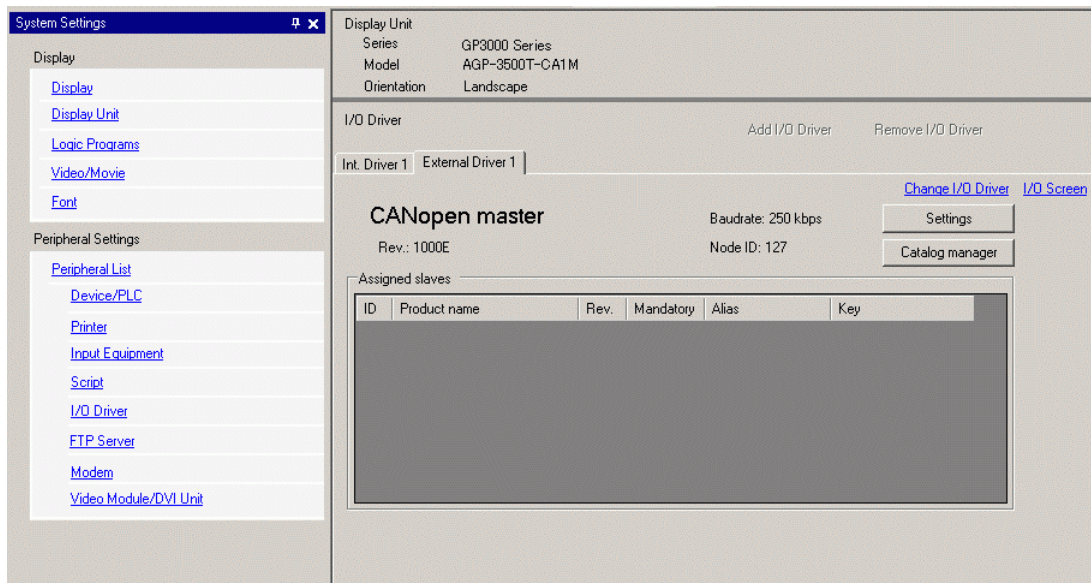 System Settings
Display
Display
Display Unit
Logic Programs
Video/Movie
Font
Peripheral Settings
Peripheral List
Device/PLC
Printer
Input Equipment
Script
I/O Driver
FTP Server
Modem
Video Module/DVI Unit
Display Unit
Series GP3000 Series
Model AGP-3500T-CA1M
Orientation Landscape
I/O Driver Add I/O Driver Remove I/O Driver
Int. Driver 1 External Driver 1
Change I/O Driver I/O Screen
CANopen master Baudrate: 250 kbps Settings
Rev.: 1000E Node ID: 127 Catalog manager
Assigned slaves
ID Product name Rev. Mandatory Alias Key